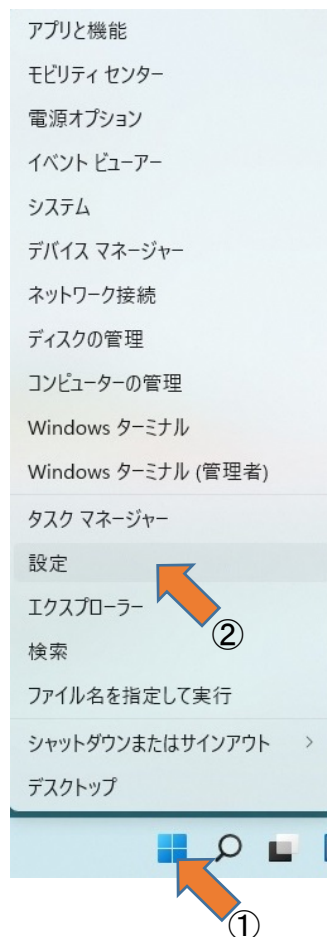 アプリと機能
モビリティ センター
電源オプション
イベント ビューアー
システム
デバイス マネージャー
ネットワーク接続
ディスクの管理
コンピューターの管理
Windows ターミナル
Windows ターミナル (管理者)
タスク マネージャー
設定
エクスプローラー
②
検索
ファイル名を指定して実行
シャットダウンまたはサインアウト
デスクトップ
①